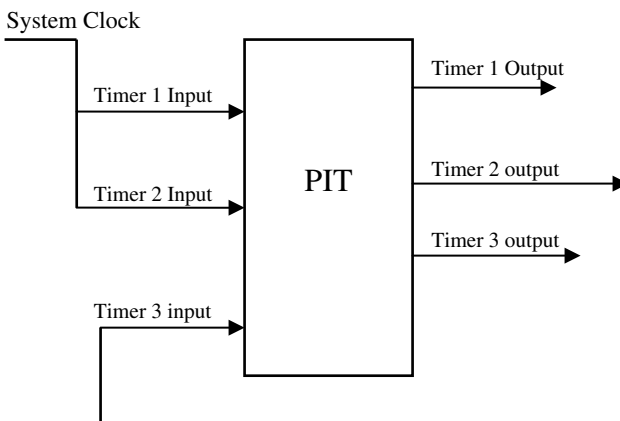 System Clock
Timer 1 Input
Timer 2 Input
Timer 3 input
PIT
Timer 1 Output
Timer 2 output
Timer 3 output